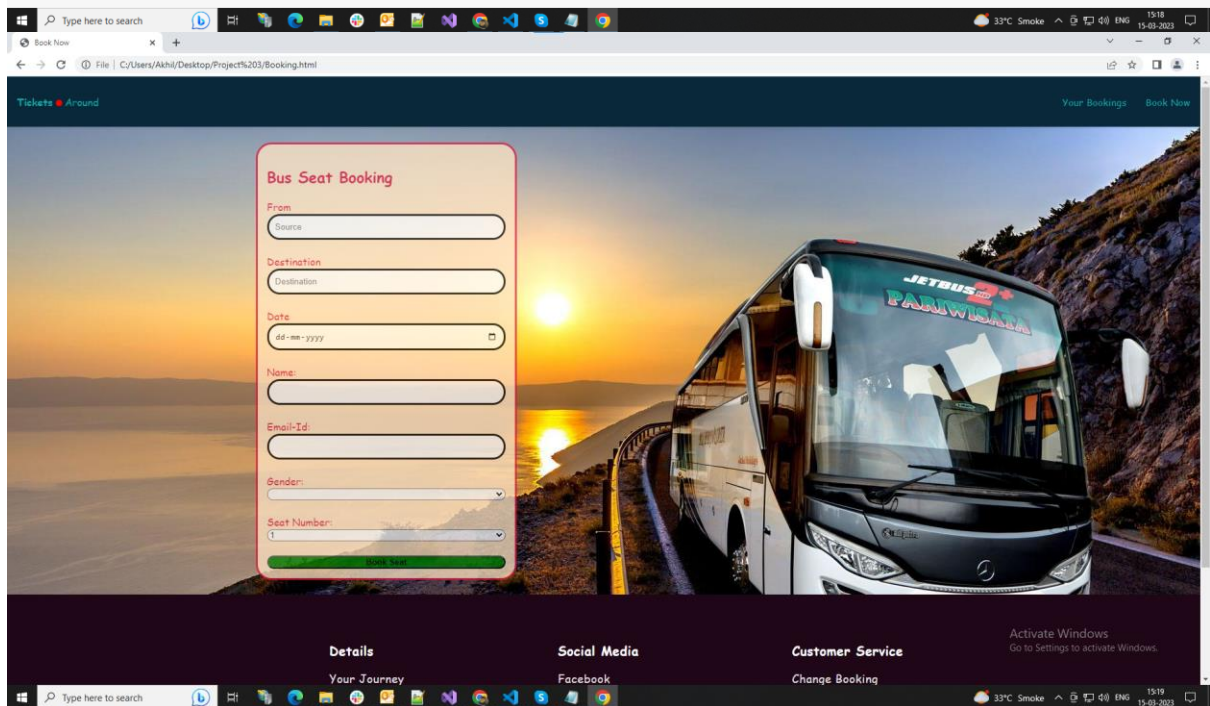 Type here to search
33°C Smoke ENG 15:18
15-03-2023
Book Now
File | C:/Users/Akhil/Desktop/Project%203/Booking.html
Tickets Around
Your Bookings Book Now
Bus Seat Booking
From
Source
Destination
Destination
Date
dd-mm-yyyy
Name:
Email-Id:
Gender:
Seat Number:
1
Book Seat
JETBUS 2+
PARIWISATA
Activate Windows
Go to Settings to activate Windows.
Details Social Media Customer Service
Your Journey Facebook Change Booking
Type here to search
33°C Smoke ENG 15:19
15-03-2023